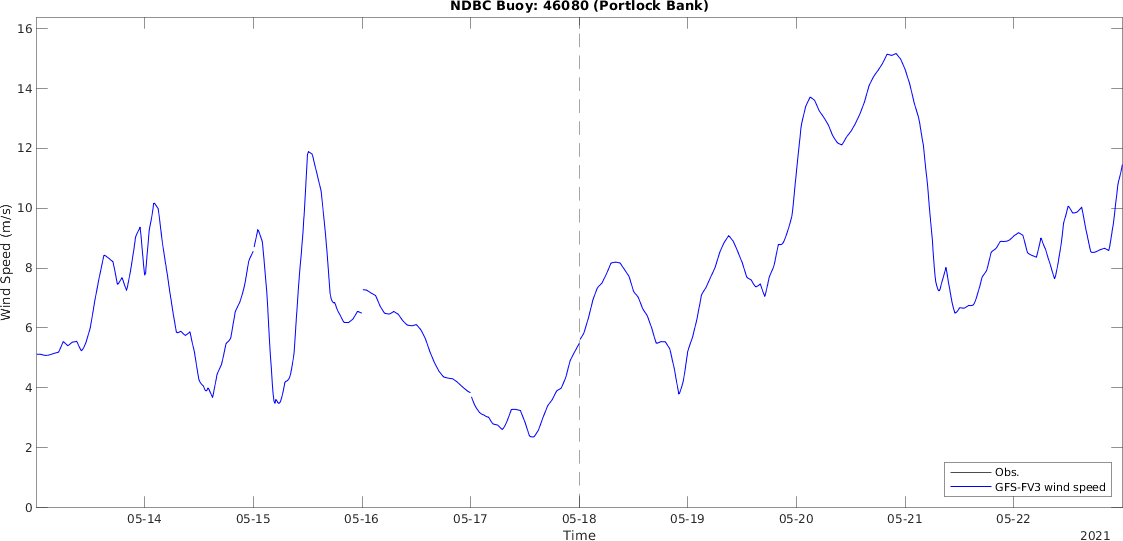 NDBC Buoy: 46080 (Portlock Bank)
16
14
12
10
8
6
4
2
0
Wind Speed (m/s)
Obs.
GFS-FV3 wind speed
05-14 05-15 05-16 05-17 05-18 05-19 05-20 05-21 05-22
Time
2021